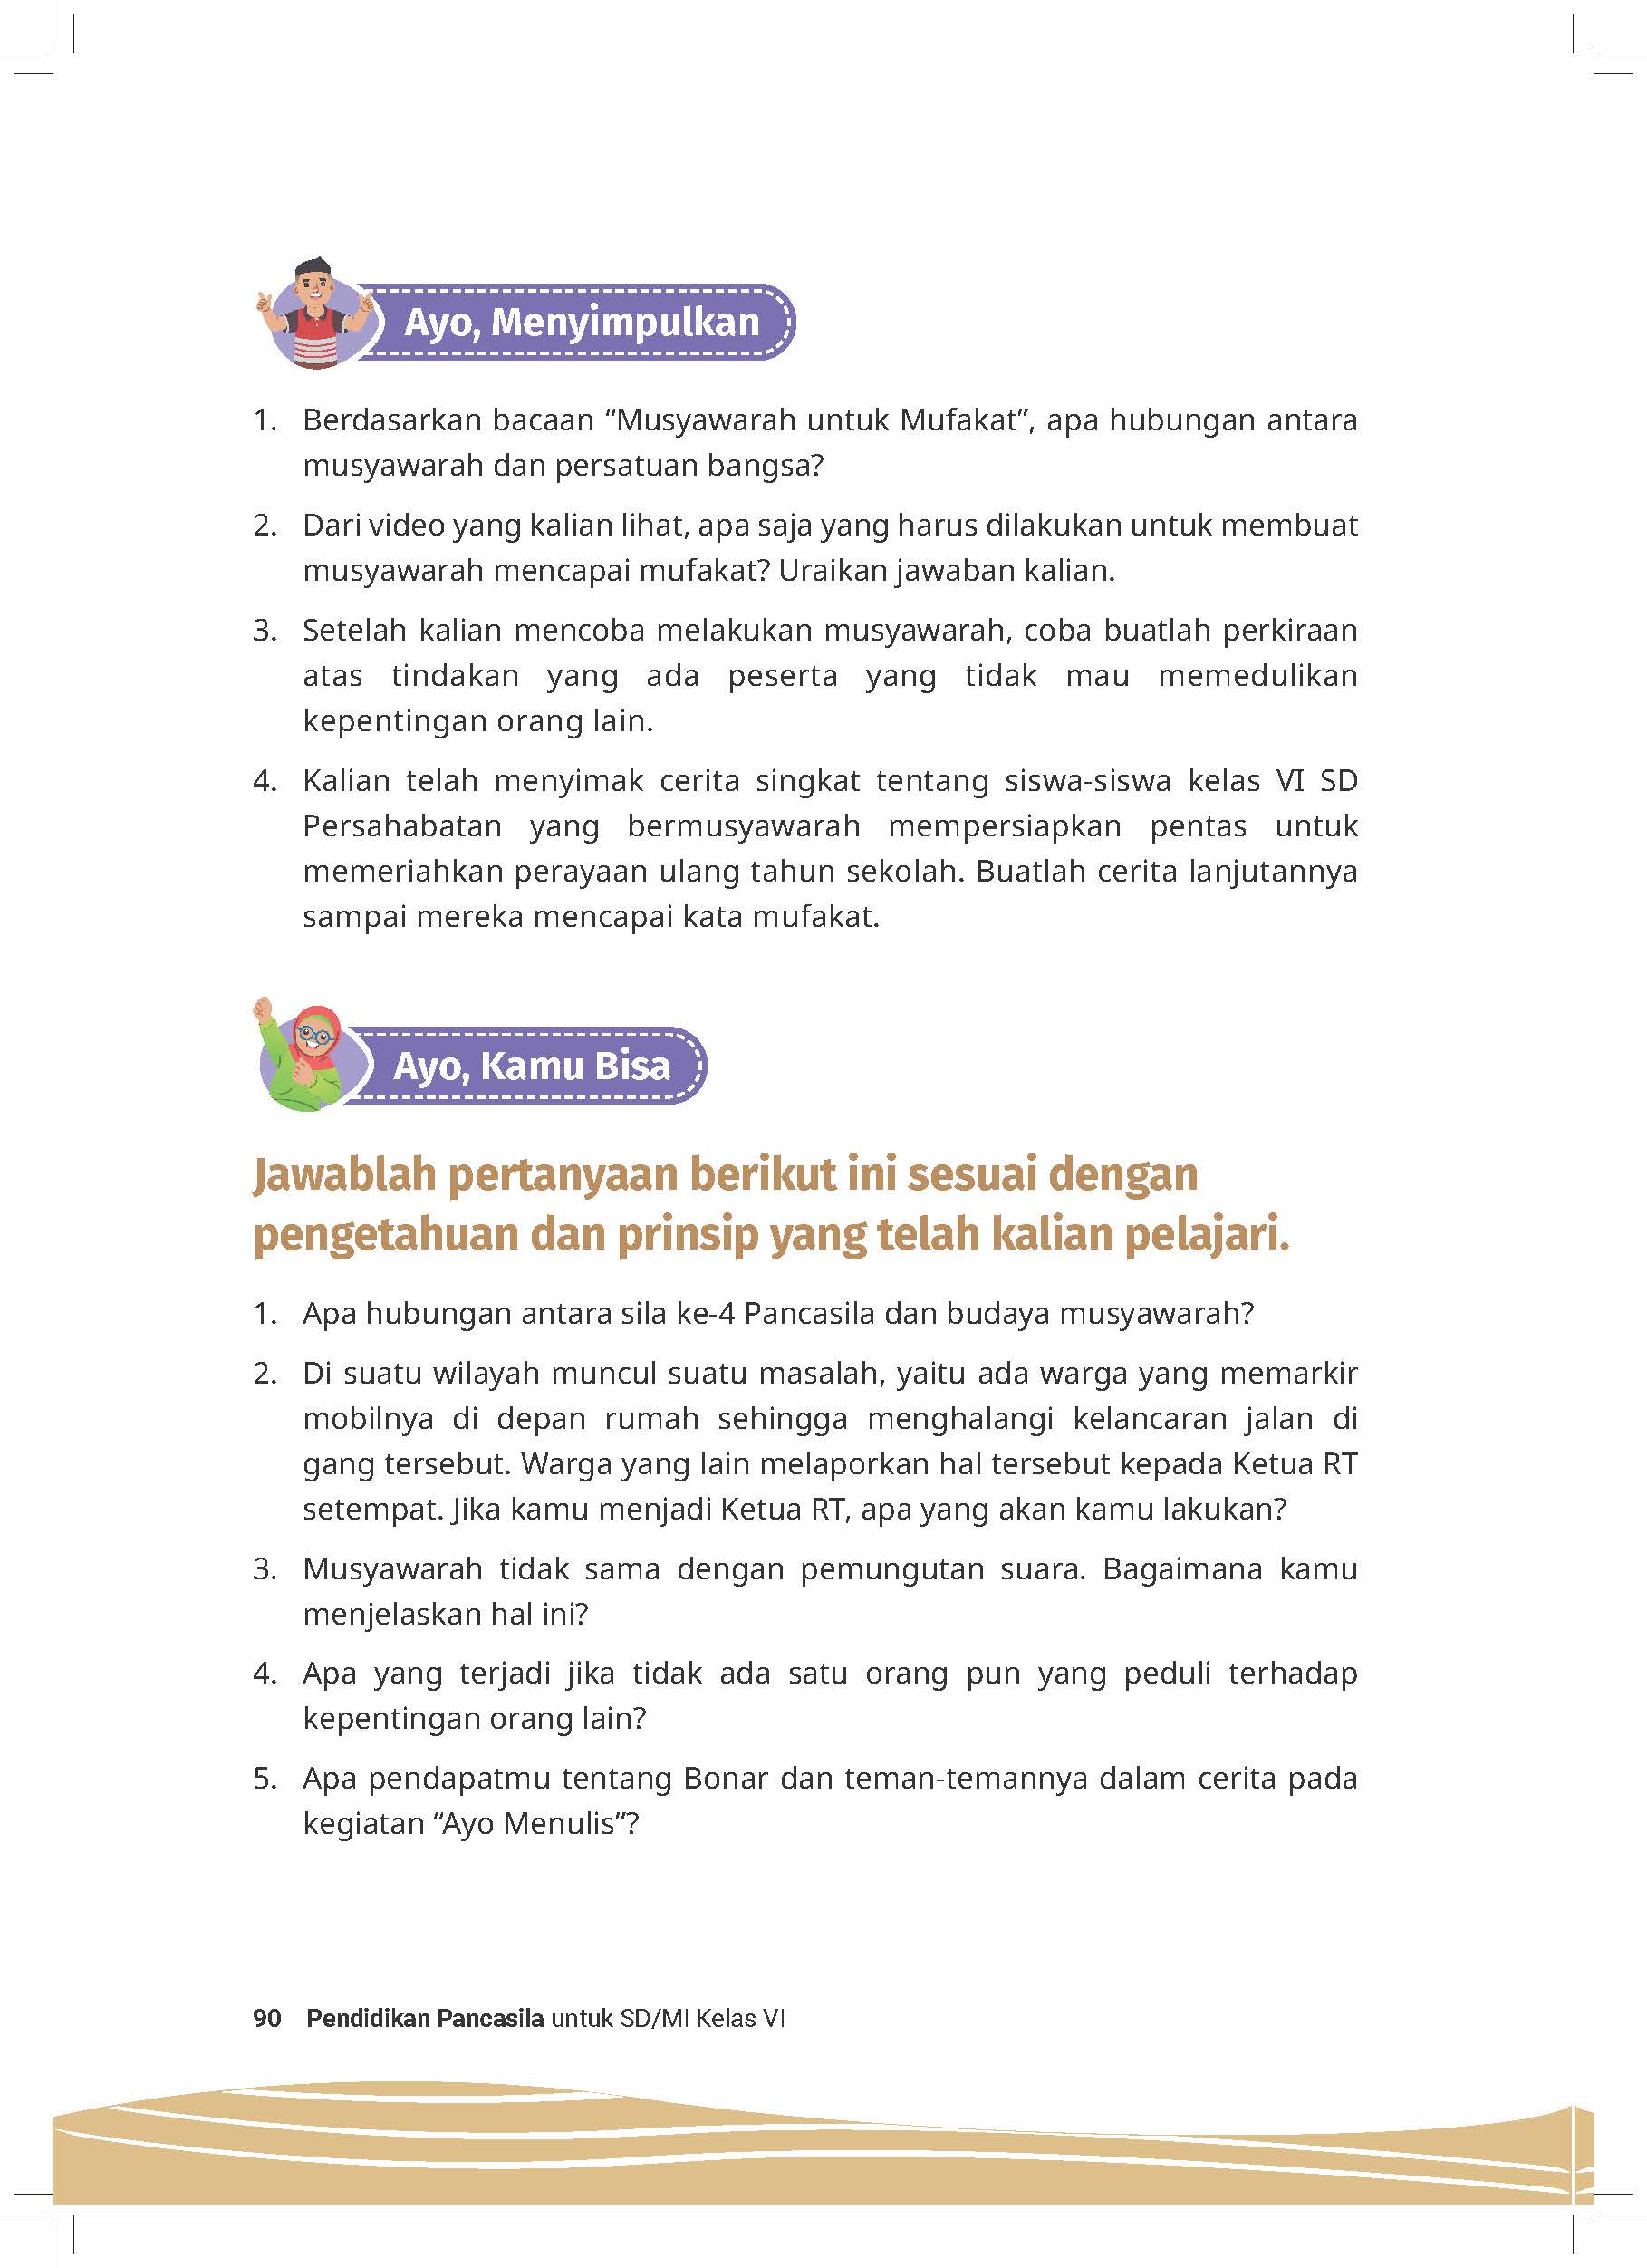 Ayo, Menyimpulkan
1. Berdasarkan bacaan “Musyawarah untuk Mufakat”, apa hubungan antara
musyawarah dan persatuan bangsa?
2. Dari video yang kalian lihat, apa saja yang harus dilakukan untuk membuat
musyawarah mencapai mufakat? Uraikan jawaban kalian.
3. Setelah kalian mencoba melakukan musyawarah, coba buatlah perkiraan
atas tindakan yang ada peserta yang tidak mau memedulikan
kepentingan orang lain.
4. Kalian telah menyimak cerita singkat tentang siswa-siswa kelas VI SD
Persahabatan yang bermusyawarah mempersiapkan pentas untuk
memeriahkan perayaan ulang tahun sekolah. Buatlah cerita lanjutannya
sampai mereka mencapai kata mufakat.
Ayo, Kamu Bisa
Jawablah pertanyaan berikut ini sesuai dengan
pengetahuan dan prinsip yang telah kalian pelajari.
1. Apa hubungan antara sila ke-4 Pancasila dan budaya musyawarah?
2. Di suatu wilayah muncul suatu masalah, yaitu ada warga yang memarkir
mobilnya di depan rumah sehingga menghalangi kelancaran jalan di
gang tersebut. Warga yang lain melaporkan hal tersebut kepada Ketua RT
setempat. Jika kamu menjadi Ketua RT, apa yang akan kamu lakukan?
3. Musyawarah tidak sama dengan pemungutan suara. Bagaimana kamu
menjelaskan hal ini?
4. Apa yang terjadi jika tidak ada satu orang pun yang peduli terhadap
kepentingan orang lain?
5. Apa pendapatmu tentang Bonar dan teman-temannya dalam cerita pada
kegiatan “Ayo Menulis”?
90 Pendidikan Pancasila untuk SD/MI Kelas VI